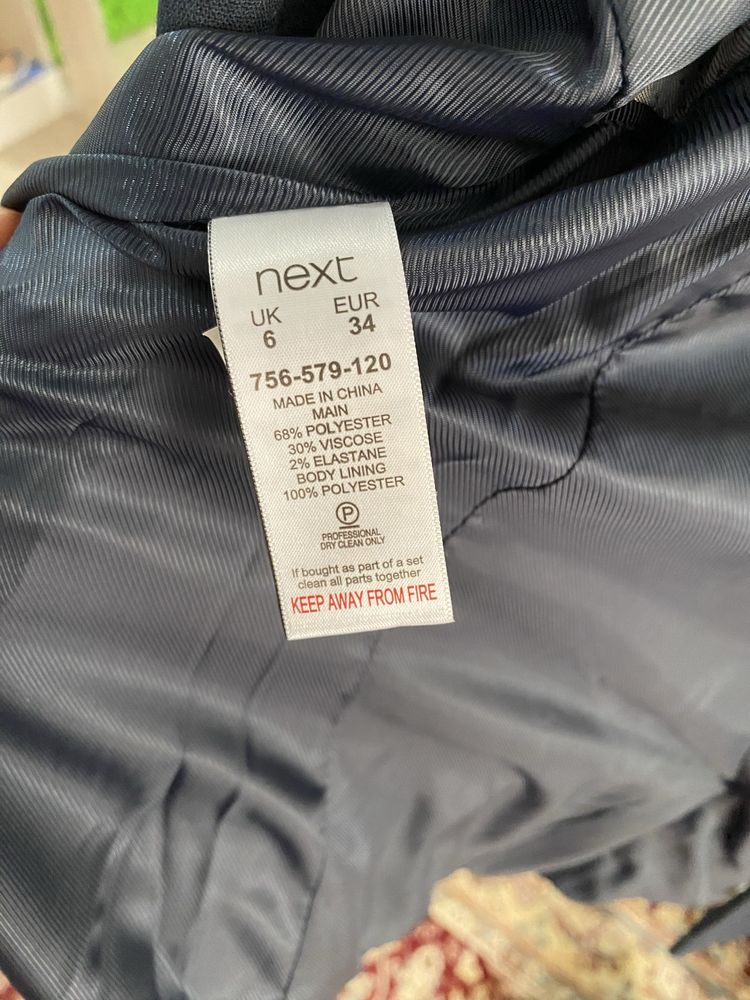 next
UK EUR
6 34
756-579-120
MADE IN CHINA
MAIN
68% POLYESTER
30% VISCOSE
2% ELASTANE
BODY LINING
100% POLYESTER
P
PROFESSIONAL
DRY CLEAN ONLY
If bought as part of a set
clean all parts together
KEEP AWAY FROM FIRE